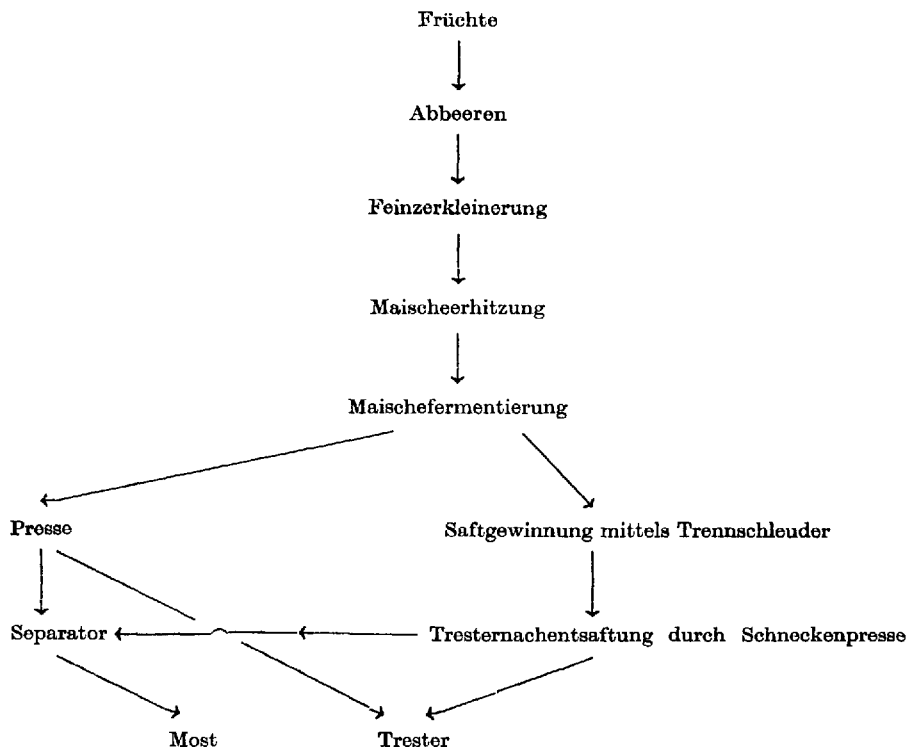 Früchte
Abbeeren
Feinzerkleinerung
Maischeerhitzung
Maischefermentierung
Presse
Saftgewinnung mittels Trennschleuder
Separator
Tresternachentsaftung durch Schneckenpresse
Most
Trester